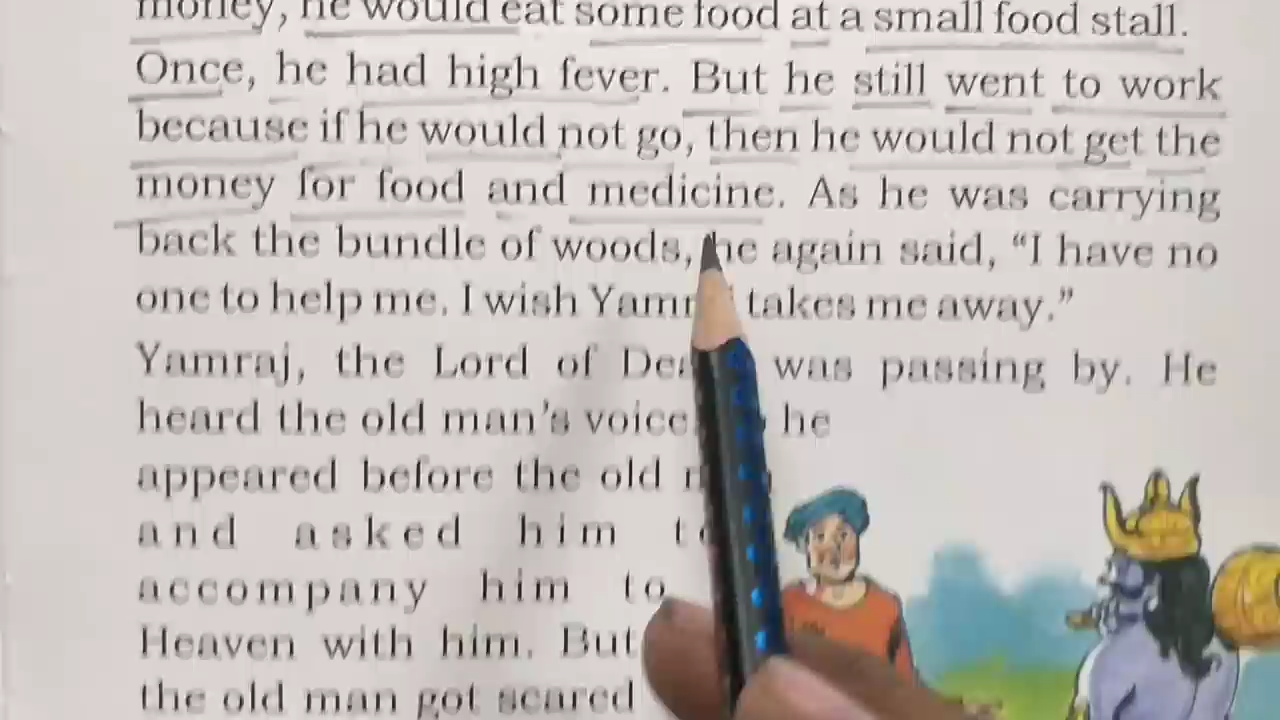 money, he would eat some food at a small food stall.
Once, he had high fever. But he still went to work
because if he would not go, then he would not get the
money for food and medicine. As he was carrying
back the bundle of woods, he again said, “I have no
one to help me. I wish takes me away.”
Yamraj, the Lord of was passing by. He
heard the old man’s voice he
appeared before the old
and asked him
accompany him to
Heaven with him. But
the old man got scared